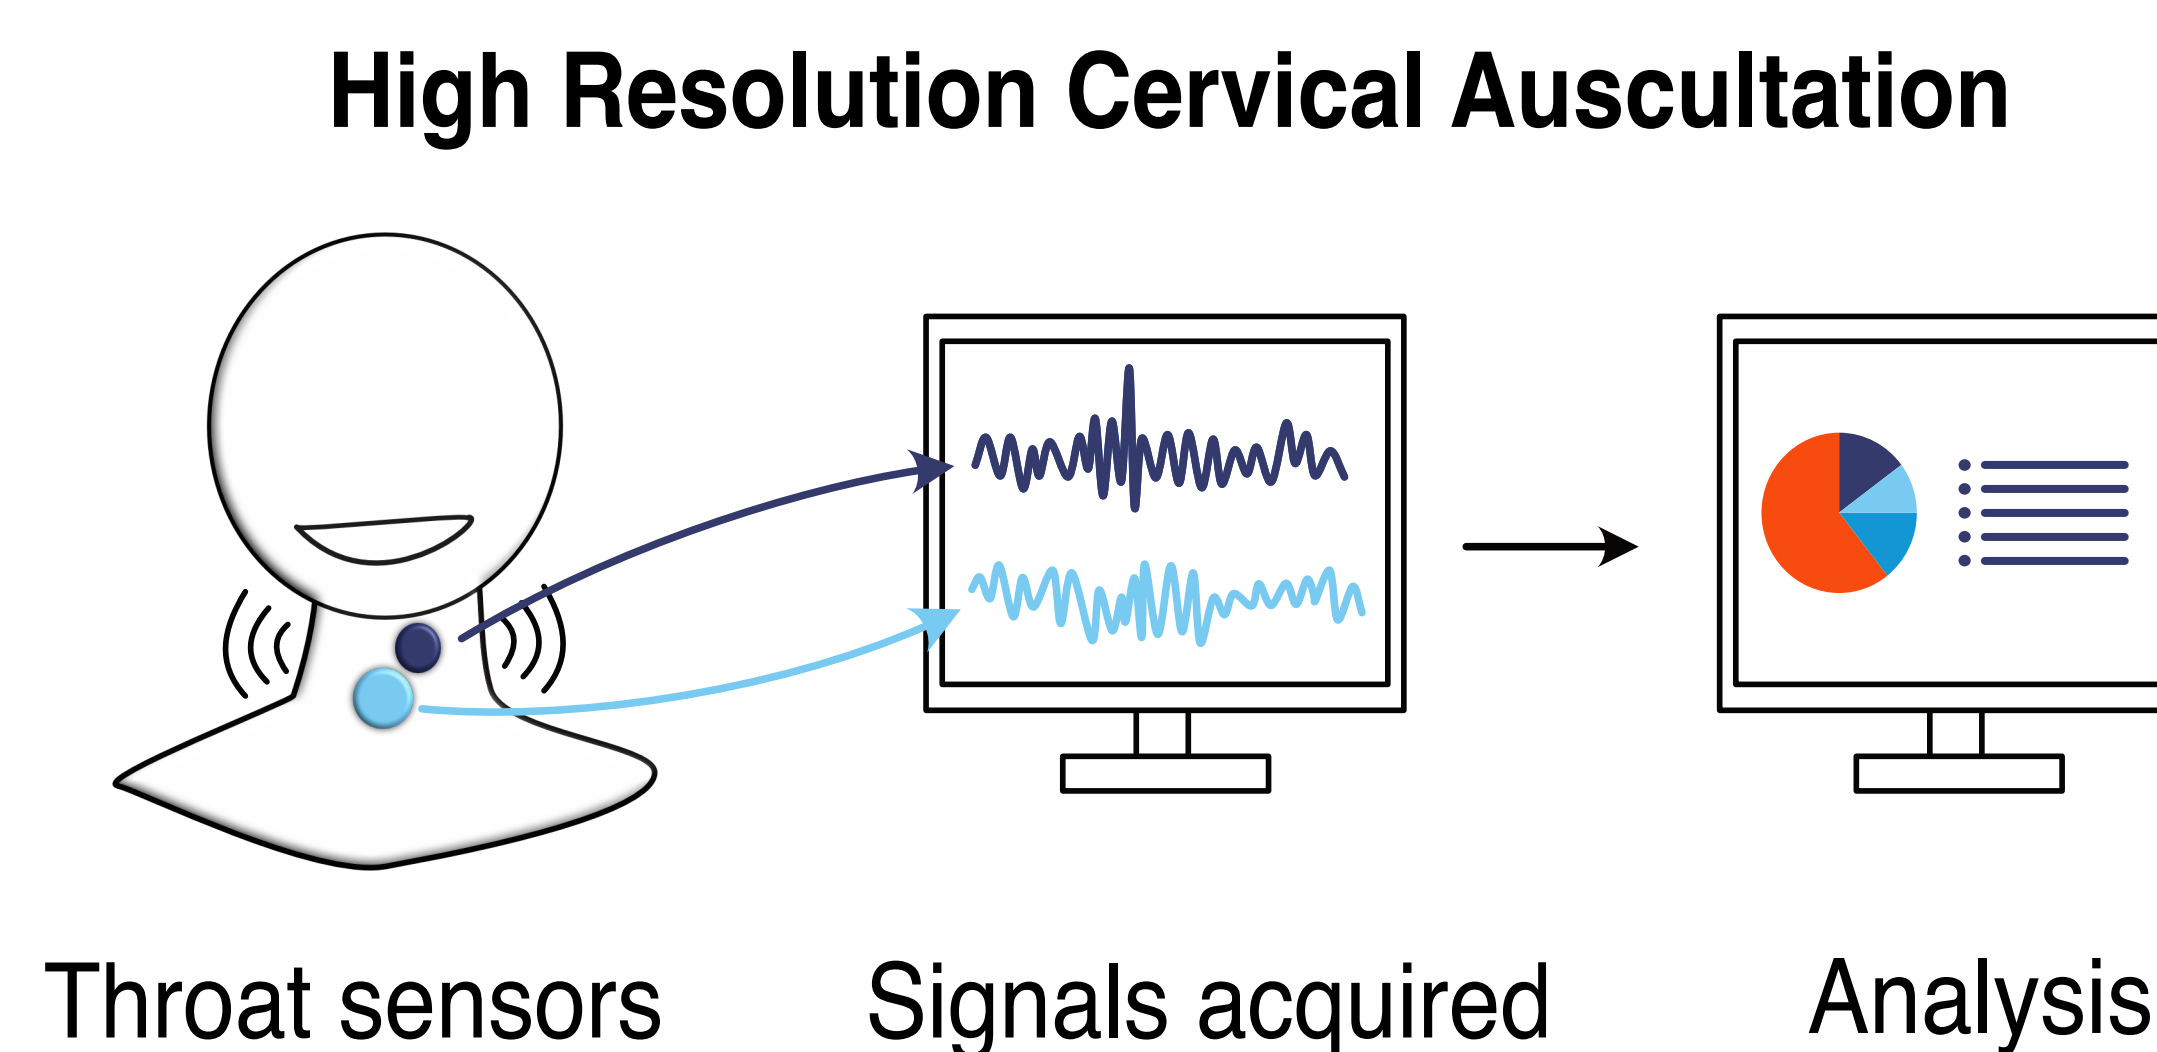 High Resolution Cervical Auscultation
Throat sensors
Signals acquired
Analysis